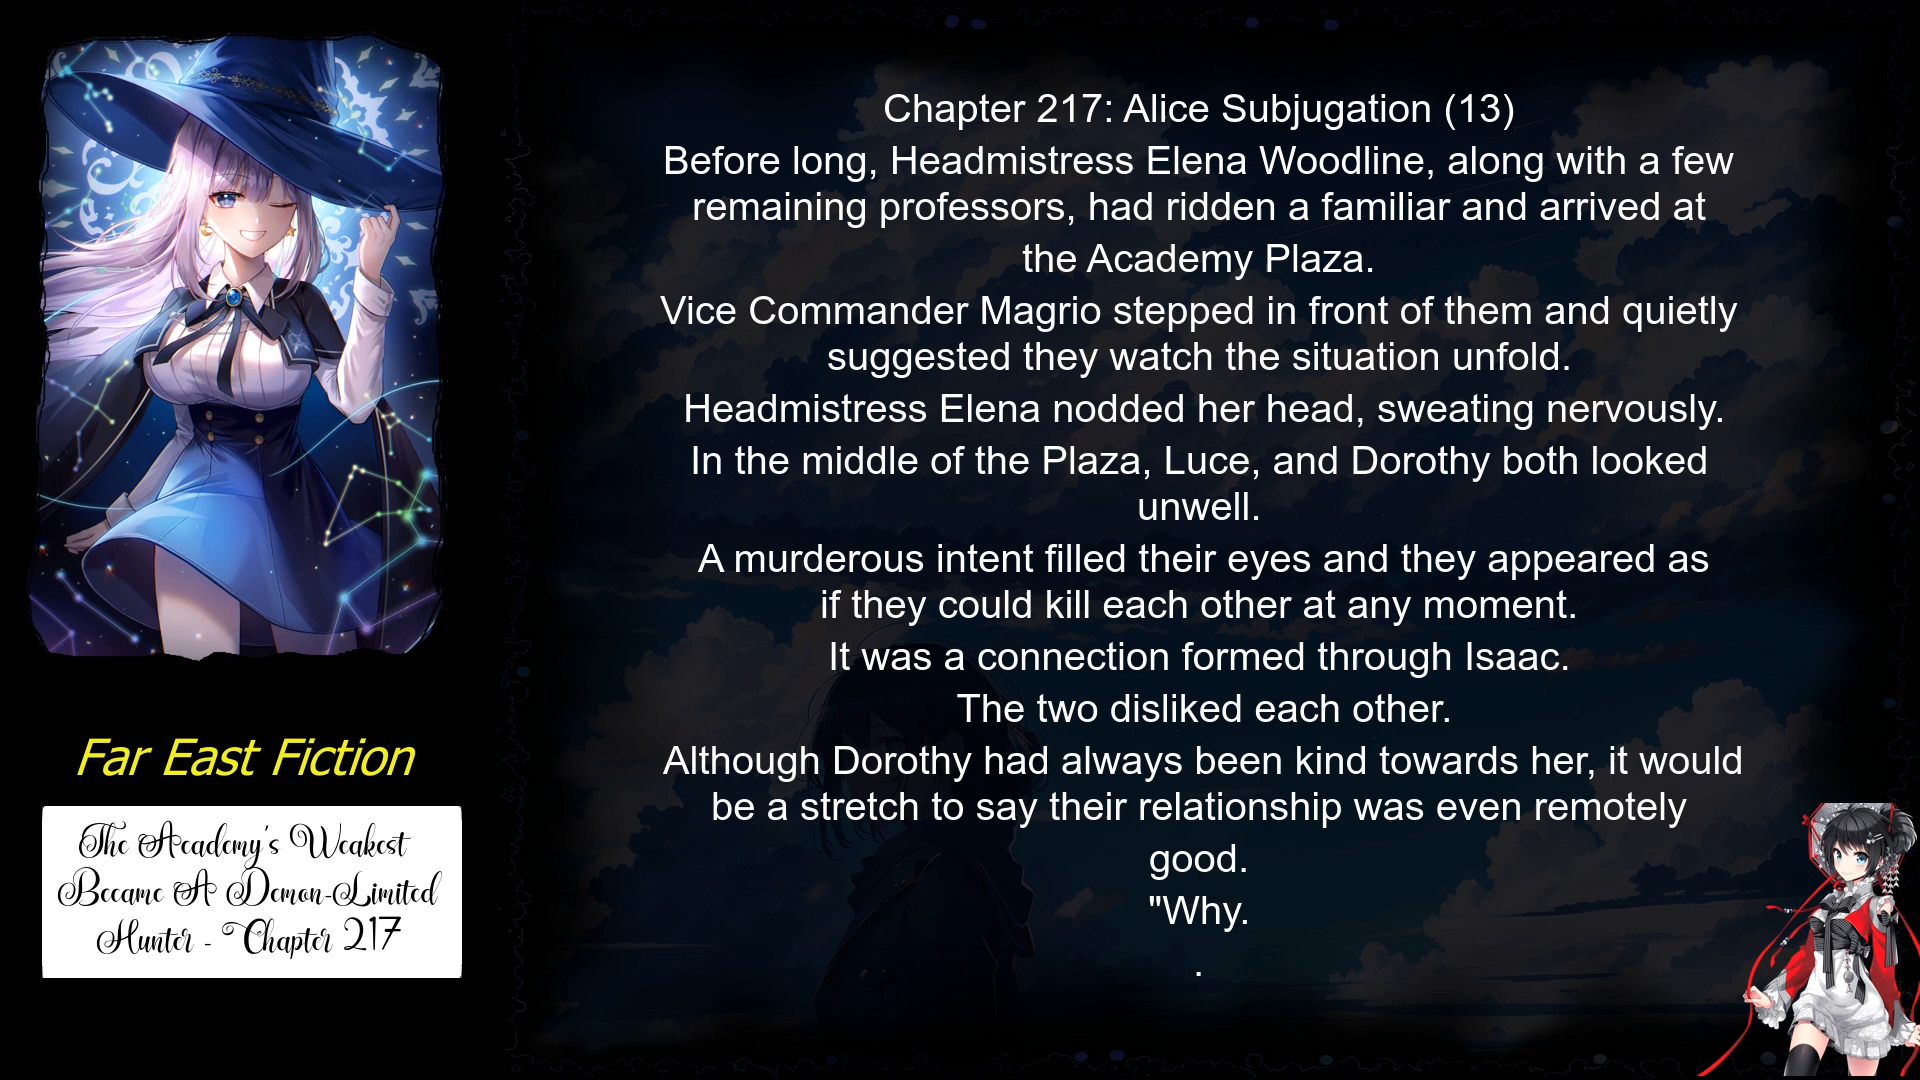 Chapter 217: Alice Subjugation (13)
Before long, Headmistress Elena Woodline, along with a few
remaining professors, had ridden a familiar and arrived at
the Academy Plaza.
Vice Commander Magrio stepped in front of them and quietly
suggested they watch the situation unfold.
Headmistress Elena nodded her head, sweating nervously.
In the middle of the Plaza, Luce, and Dorothy both looked
unwell.
A murderous intent filled their eyes and they appeared as
if they could kill each other at any moment.
It was a connection formed through Isaac.
The two disliked each other.
Although Dorothy had always been kind towards her, it would
be a stretch to say their relationship was even remotely
good.
"Why.
.
Far East Fiction
The Academy's Weakest
Became A Demon-Limited
Hunter - Chapter 217